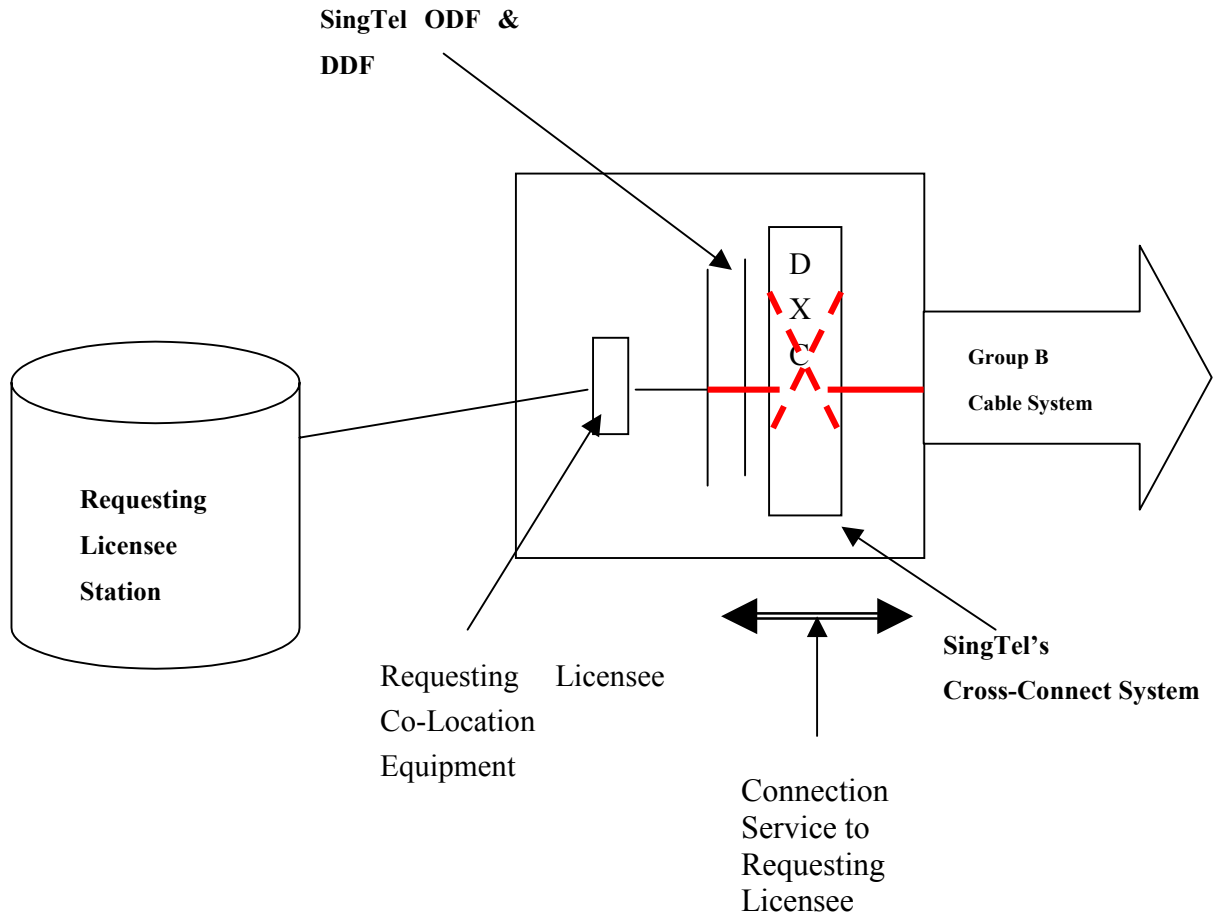 SingTel ODF &
DDF
D
X
C
Group B
Cable System
Requesting
Licensee
Station
SingTel's
Cross-Connect System
Requesting Licensee
Co-Location
Equipment
Connection
Service to
Requesting
Licensee